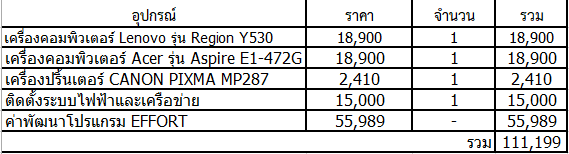 อุปกรณ์ ราคา จำนวน รวม
เครื่องคอมพิวเตอร์ Lenovo รุ่น Region Y530 18,900 1 18,900
เครื่องคอมพิวเตอร์ Acer รุ่น Aspire E1-472G 18,900 1 18,900
เครื่องปริ้นเตอร์ CANON PIXMA MP287 2,410 1 2,410
ติดตั้งระบบไฟฟ้าและเครือข่าย 15,000 1 15,000
ค่าพัฒนาโปรแกรม EFFORT 55,989 - 55,989
รวม 111,199